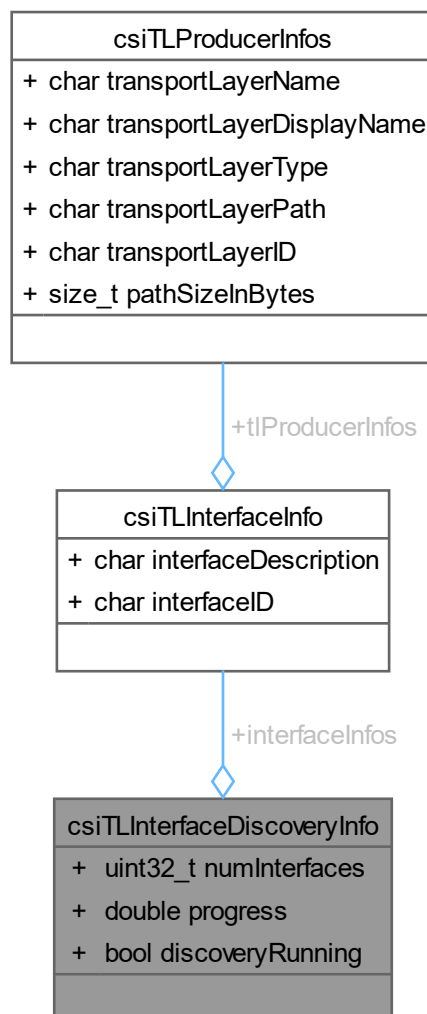 csiTLProducerInfos
+ char transportLayerName
+ char transportLayerDisplayName
+ char transportLayerType
+ char transportLayerPath
+ char transportLayerID
+ size_t pathSizeInBytes
+tlProducerInfos
csiTLInterfaceInfo
+ char interfaceDescription
+ char interfaceID
+interfaceInfos
csiTLInterfaceDiscoveryInfo
+ uint32_t numInterfaces
+ double progress
+ bool discoveryRunning